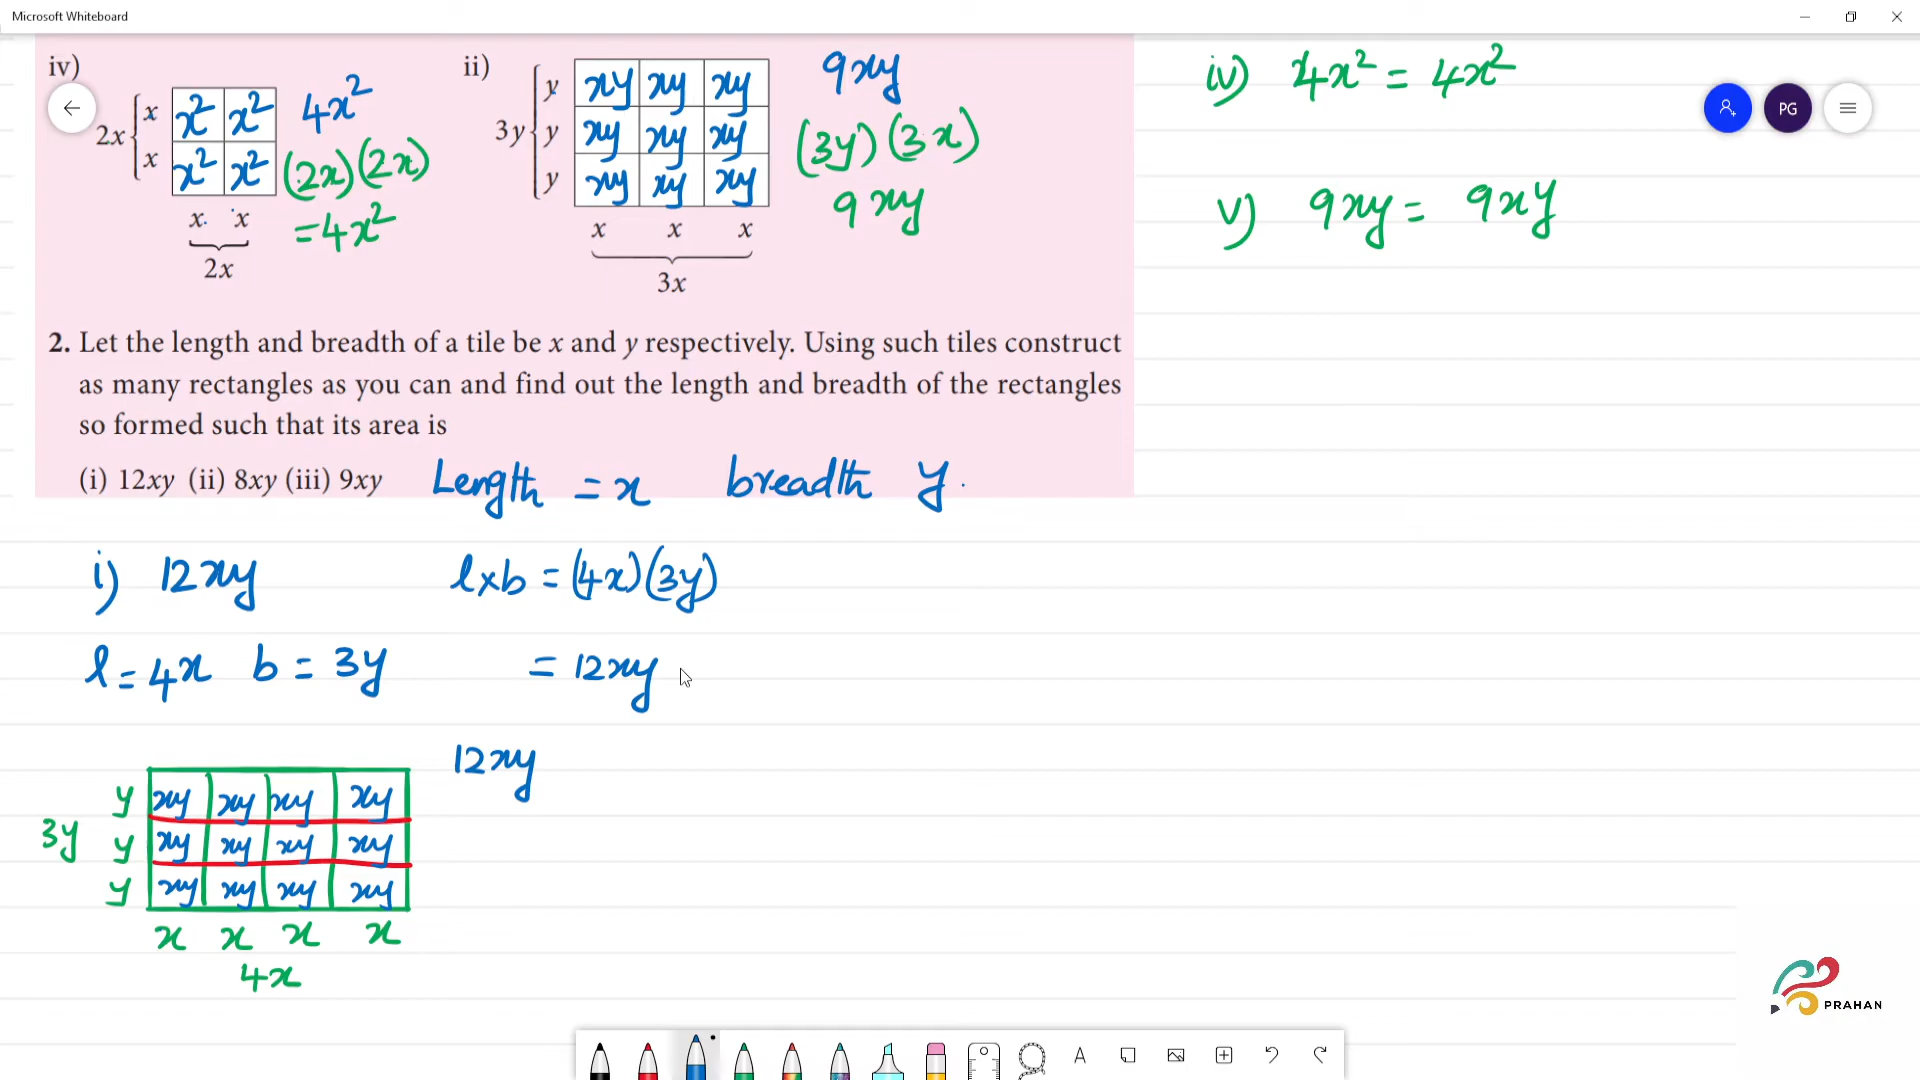 Microsoft Whiteboard
iv)
2x
x
x
x² x²
x² x²
x x
2x
4x²
(2x)(2x)
=4x²
ii)
3y
y
y
y
xy xy xy
xy xy xy
xy xy xy
x x x
3x
9xy
(3y)(3x)
9xy
iv) 4x² = 4x²
v) 9xy = 9xy
PG
2. Let the length and breadth of a tile be x and y respectively. Using such tiles construct
as many rectangles as you can and find out the length and breadth of the rectangles
so formed such that its area is
(i) 12xy (ii) 8xy (iii) 9xy
Length = x breadth y.
i) 12xy
l×b = (4x)(3y)
l = 4x b = 3y
= 12xy
12xy
3y
y xy xy xy xy
y xy xy xy xy
y xy xy xy xy
x x x x
4x
PRAHAN
A